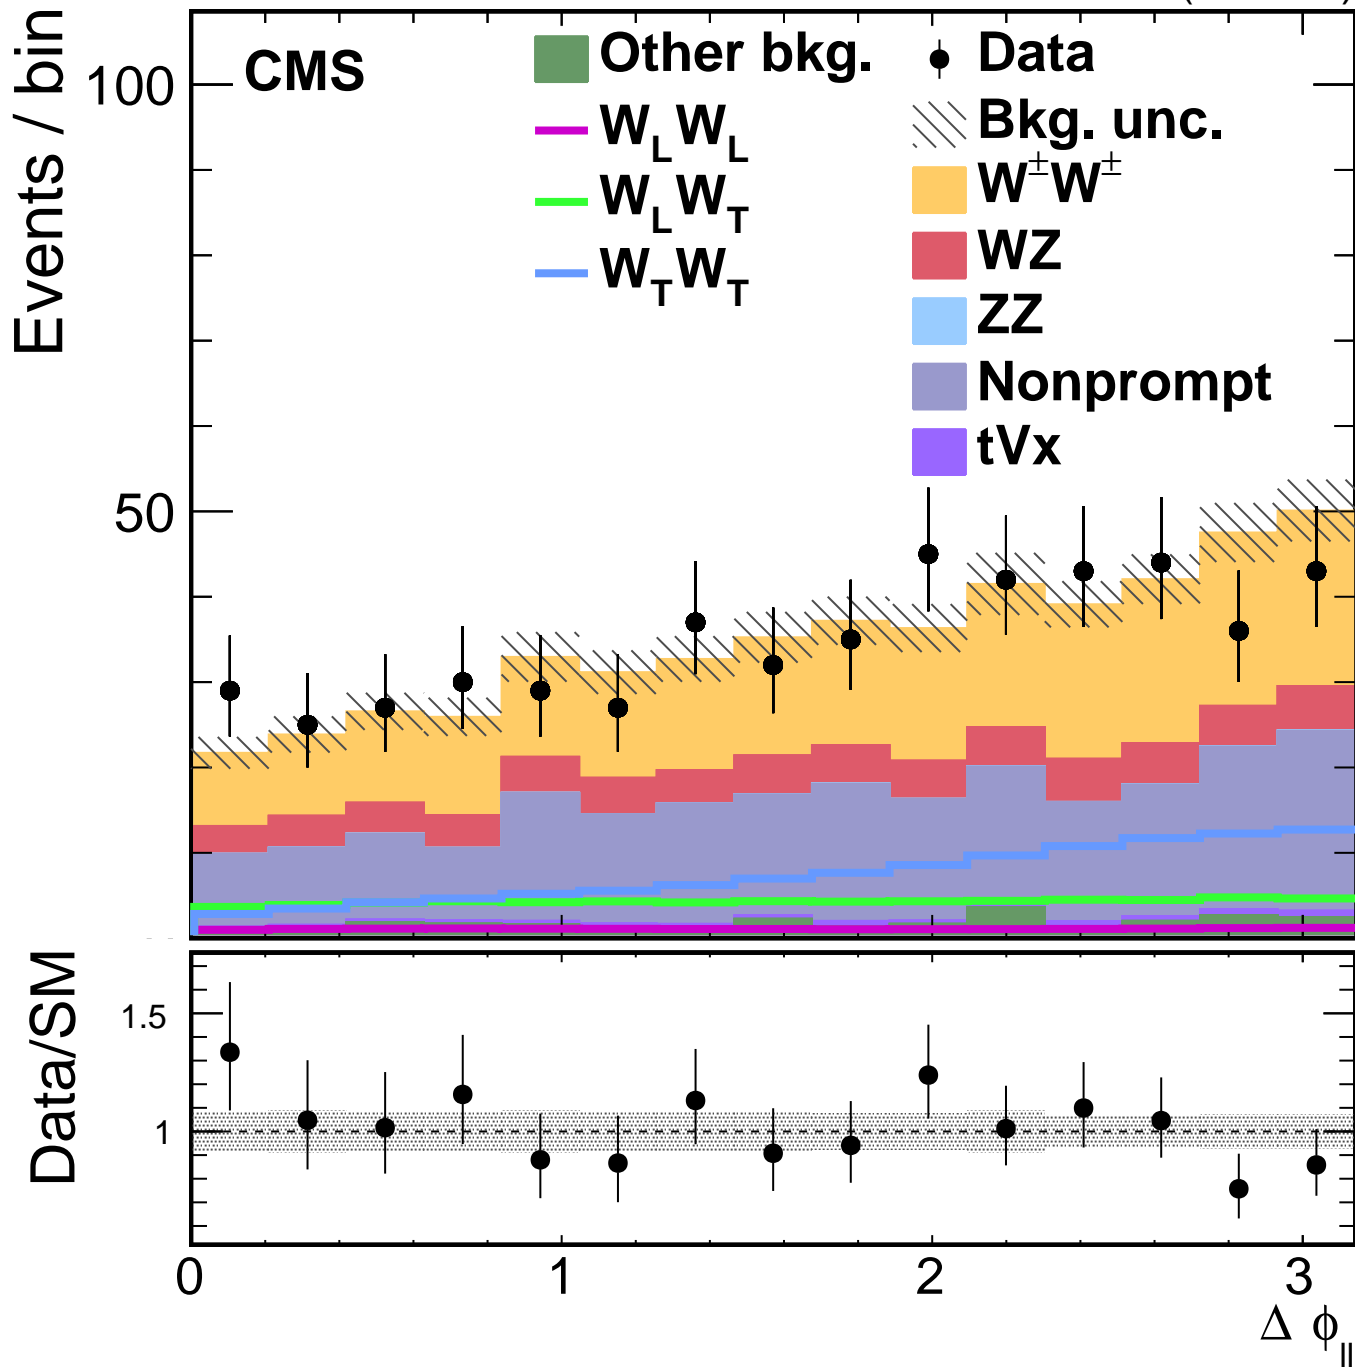 Events / bin
100
50
CMS
Other bkg.
W_L W_L
W_L W_T
W_T W_T
Data
Bkg. unc.
W^± W^±
WZ
ZZ
Nonprompt
tVx
Data/SM
1.5
1
0 1 2 3
Δ ϕ_ll